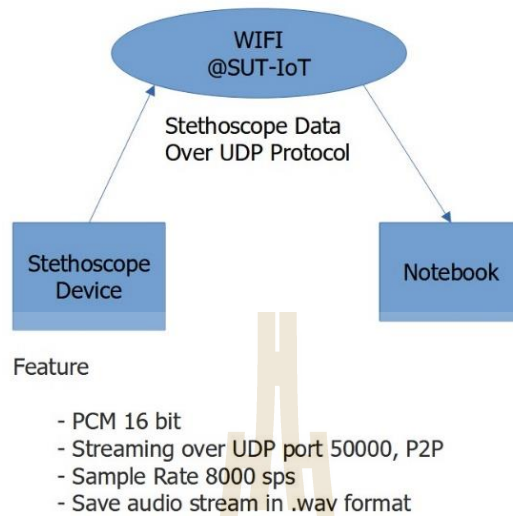 WIFI
@SUT-IoT
Stethoscope Data
Over UDP Protocol
Stethoscope
Device
Notebook
Feature
- PCM 16 bit
- Streaming over UDP port 50000, P2P
- Sample Rate 8000 sps
- Save audio stream in .wav format